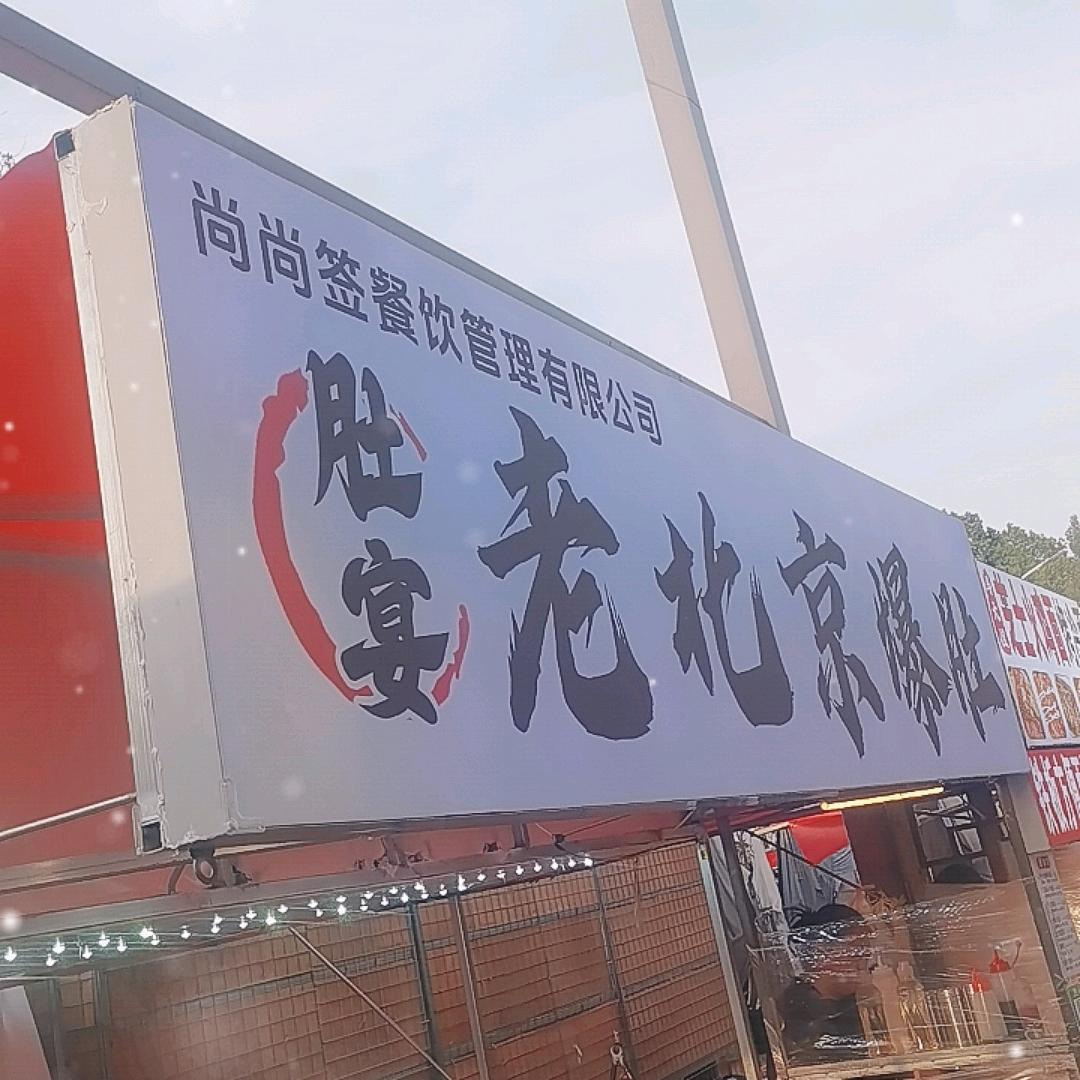 尚尚签餐饮管理有限公司
肚宴
老北京爆肚